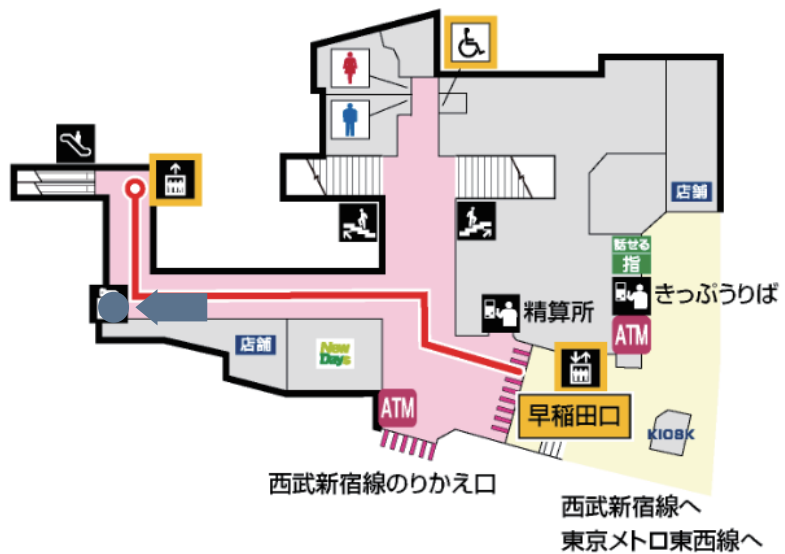 店舗
話せる
指
きっぷうりば
精算所
ATM
店舗
New
Days
ATM
早稲田口
KIOSK
西武新宿線のりかえ口
西武新宿線へ
東京メトロ東西線へ